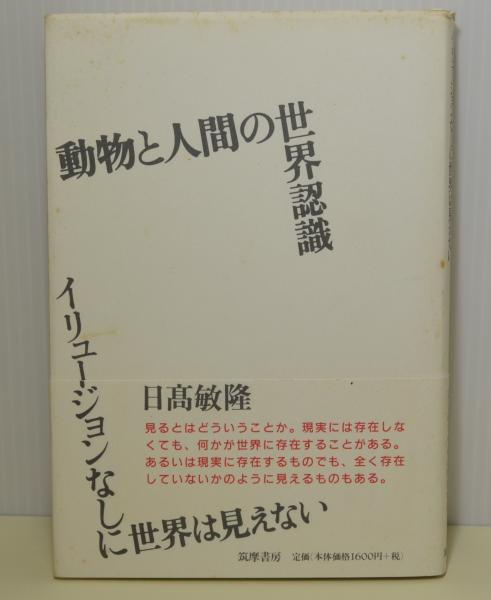 動物と人間の世界認識
イリュージョンなしに世界は見えない
日髙敏隆
見るとはどういうことか。現実には存在しな
くても、何かが世界に存在することがある。
あるいは現実に存在するものでも、全く存在
していないかのように見えるものもある。
筑摩書房 定価(本体価格1600円+税)